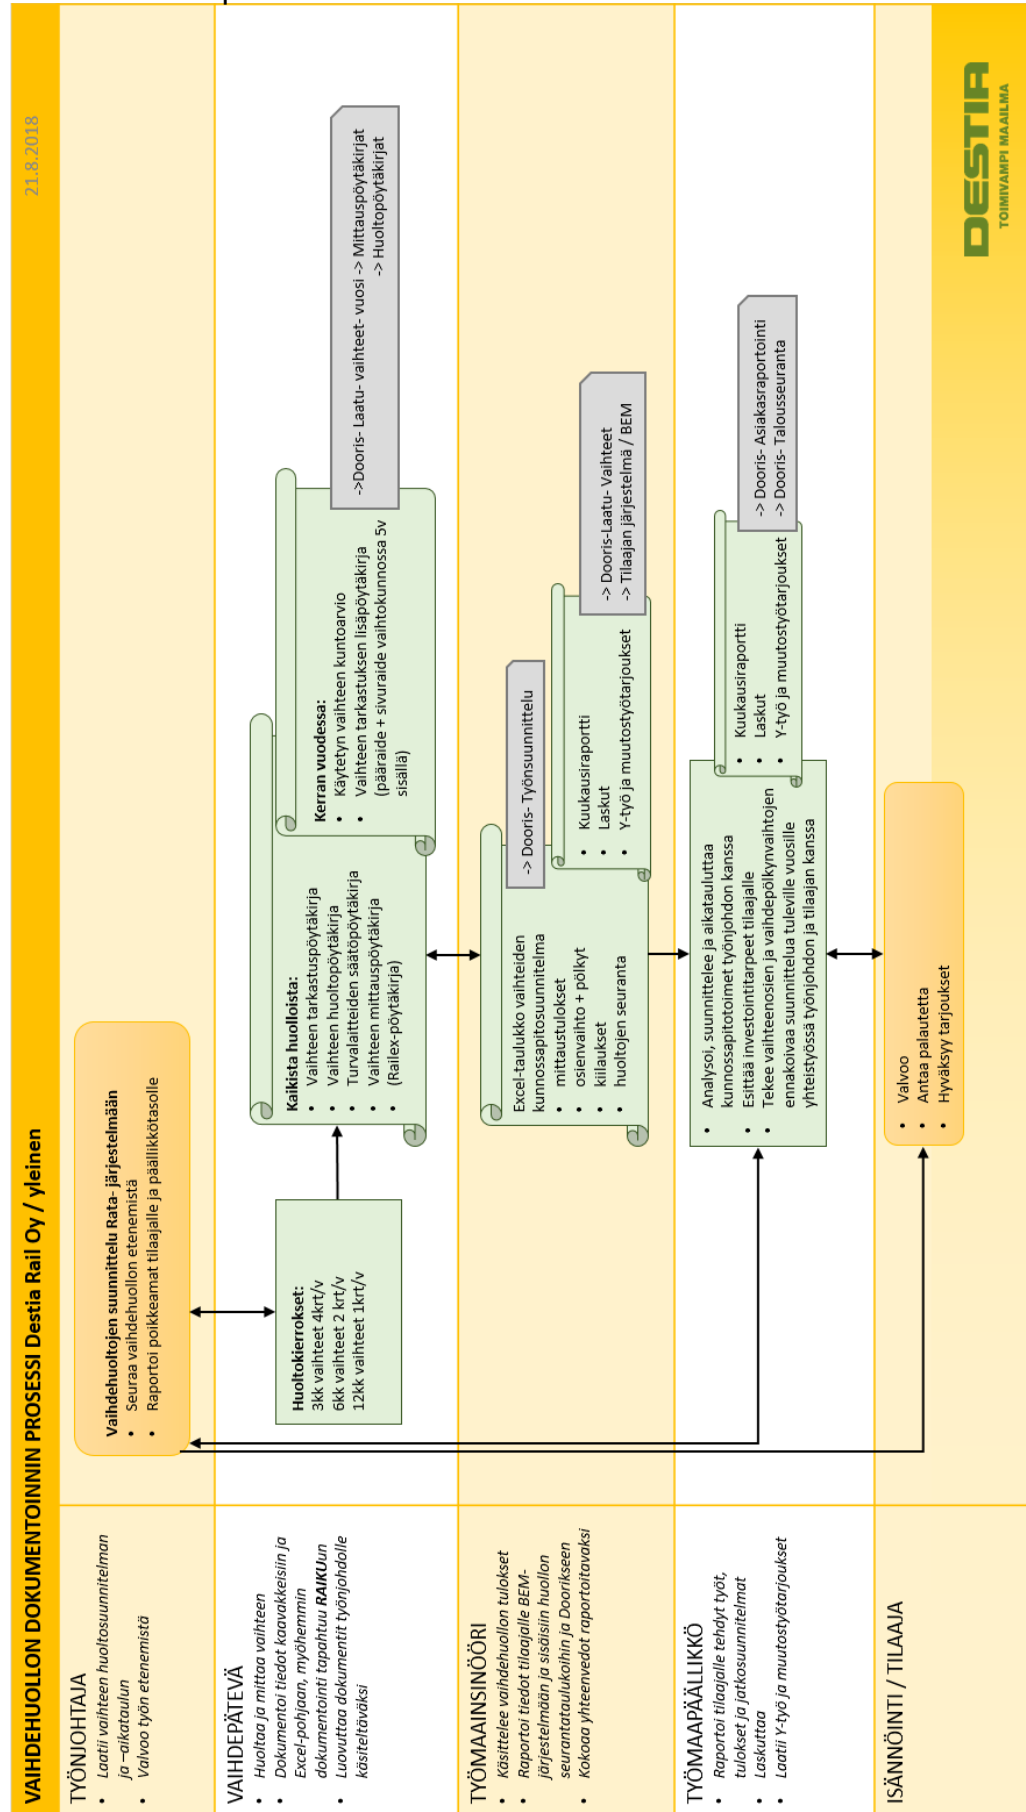 VAIHDEHUOLLON DOKUMENTOINNIN PROSESSI Destia Rail Oy / yleinen
21.8.2018
TYÖNJOHTAJA
• Laatii vaihteen huoltosuunnitelman
ja –aikataulun
• Valvoo työn etenemistä
Vaihdehuoltojen suunnittelu Rata- järjestelmään
• Seuraa vaihdehuollon etenemistä
• Raportoi poikkeamat tilaajalle ja päällikkötasolle
VAIHDEPÄTEVÄ
• Huoltaa ja mittaa vaihteen
• Dokumentoi tiedot kaavakkeisiin ja
Excel-pohjaan, myöhemmin
dokumentointi tapahtuu RAIKUun
• Luovuttaa dokumentit työnjohdolle
käsiteltäväksi
Huoltokierrokset:
3kk vaihteet 4krt/v
6kk vaihteet 2 krt/v
12kk vaihteet 1krt/v
Kaikista huolloista:
• Vaihteen tarkastuspöytäkirja
• Vaihteen huoltopöytäkirja
• Turvalaitteiden säätöpöytäkirja
• Vaihteen mittauspöytäkirja
• (Railex-pöytäkirja)
Kerran vuodessa:
• Käytetyn vaihteen kuntoarvio
• Vaihteen tarkastuksen lisäpöytäkirja
(pääraide + sivuraide vaihtokunnossa 5v
sisällä)
->Dooris- Laatu- vaihteet- vuosi -> Mittauspöytäkirjat
-> Huoltopöytäkirjat
TYÖMAAINSINÖÖRI
• Käsittelee vaihdehuollon tulokset
• Raportoi tiedot tilaajalle BEM-
järjestelmään ja sisäisiin huollon
seurantataulukoihin ja Doorikseen
• Kokoaa yhteenvedot raportoitavaksi
Excel-taulukko vaihteiden
kunnossapitosuunnitelma
• mittaustulokset
• osienvaihto + pölkyt
• kiilaukset
• huoltojen seuranta
-> Dooris- Työnsuunnittelu
• Kuukausiraportti
• Laskut
• Y-työ ja muutostyötarjoukset
-> Dooris-Laatu- Vaihteet
-> Tilaajan järjestelmä / BEM
TYÖMAAPÄÄLLIKKÖ
• Raportoi tilaajalle tehdyt työt,
tulokset ja jatkosuunnitelmat
• Laskuttaa
• Laatii Y-työ ja muutostyötarjoukset
• Analysoi, suunnittelee ja aikatauluttaa
kunnossapitotoimet työnjohdon kanssa
• Esittää investointitarpeet tilaajalle
• Tekee vaihteenosien ja vaihdepölkynvaihtojen
ennakoivaa suunnittelua tuleville vuosille
yhteistyössä työnjohdon ja tilaajan kanssa
• Kuukausiraportti
• Laskut
• Y-työ ja muutostyötarjoukset
-> Dooris- Asiakasraportointi
-> Dooris- Talousseuranta
ISÄNNÖINTI / TILAAJA
• Valvoo
• Antaa palautetta
• Hyväksyy tarjoukset
DESTIA
TOIMIVAMPI MAAILMA